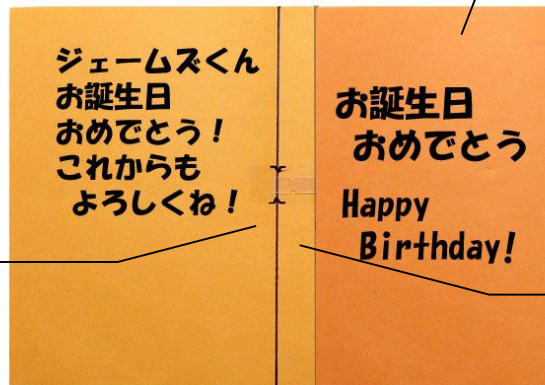 ジェームズくん
お誕生日
おめでとう！
これからも
よろしくね！
お誕生日
おめでとう
Happy
Birthday!